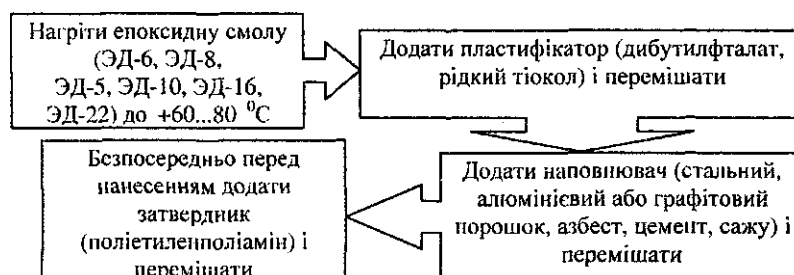 Нагріти епоксидну смолу
(ЭД-6, ЭД-8,
ЭД-5, ЭД-10, ЭД-16,
ЭД-22) до +60...80 ⁰С
Додати пластифікатор (дибутилфталат,
рідкий тіокол) і перемішати
Додати наповнювач (стальний,
алюмінієвий або графітовий
порошок, азбест, цемент, сажу) і
перемішати
Безпосередньо перед
нанесенням додати
затвердник
(поліетиленполіамін) і
перемішати